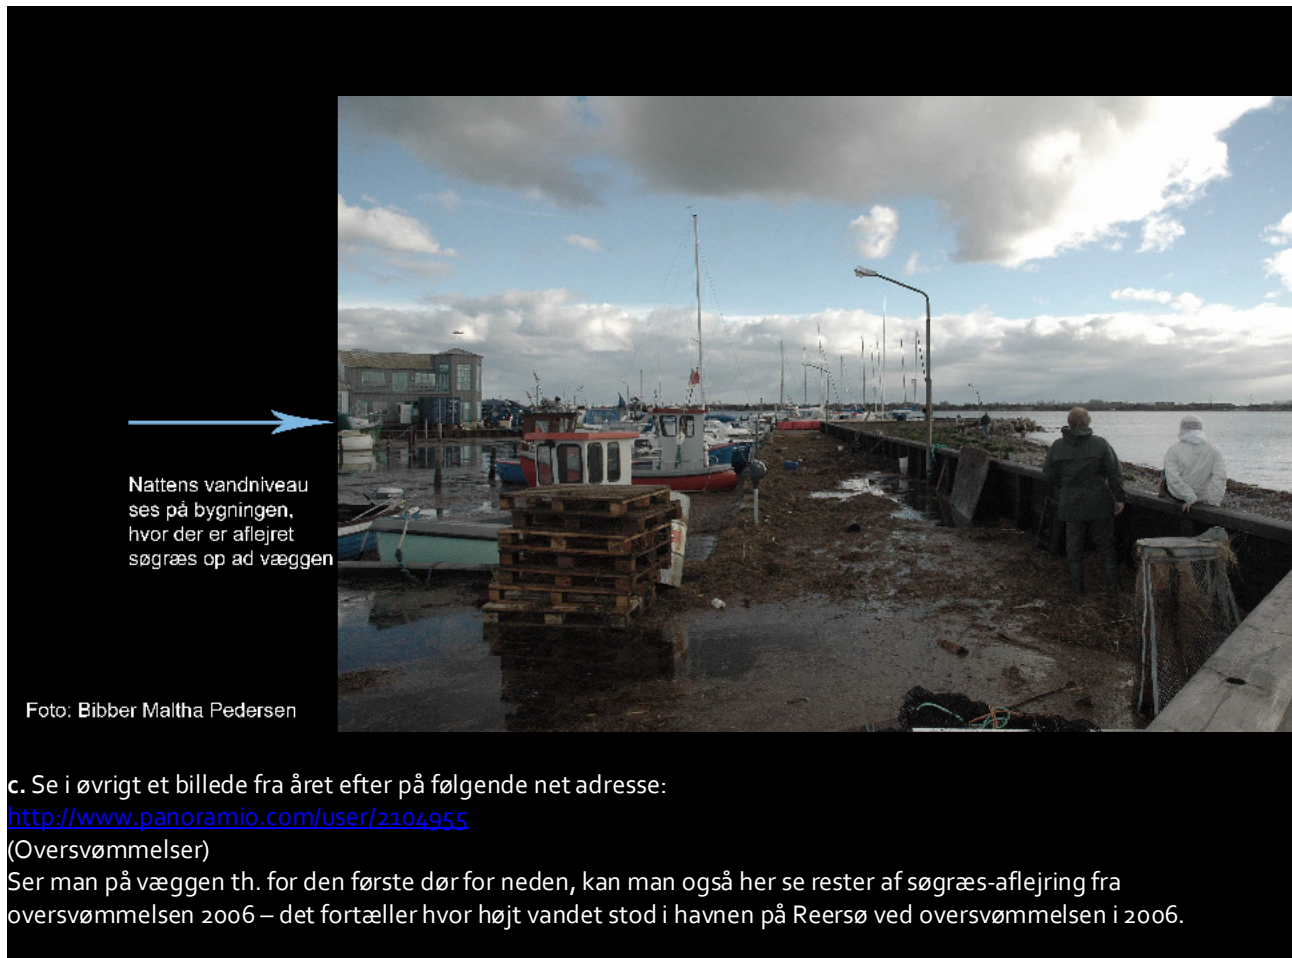 Nattens vandniveau
ses på bygningen,
hvor der er aflejret
søgræs op ad væggen
Foto: Bibber Maltha Pedersen
c. Se i øvrigt et billede fra året efter på følgende net adresse:
http://www.panoramio.com/user/2104955
(Oversvømmelser)
Ser man på væggen th. for den første dør for neden, kan man også her se rester af søgræs-aflejring fra
oversvømmelsen 2006 – det fortæller hvor højt vandet stod i havnen på Reersø ved oversvømmelsen i 2006.